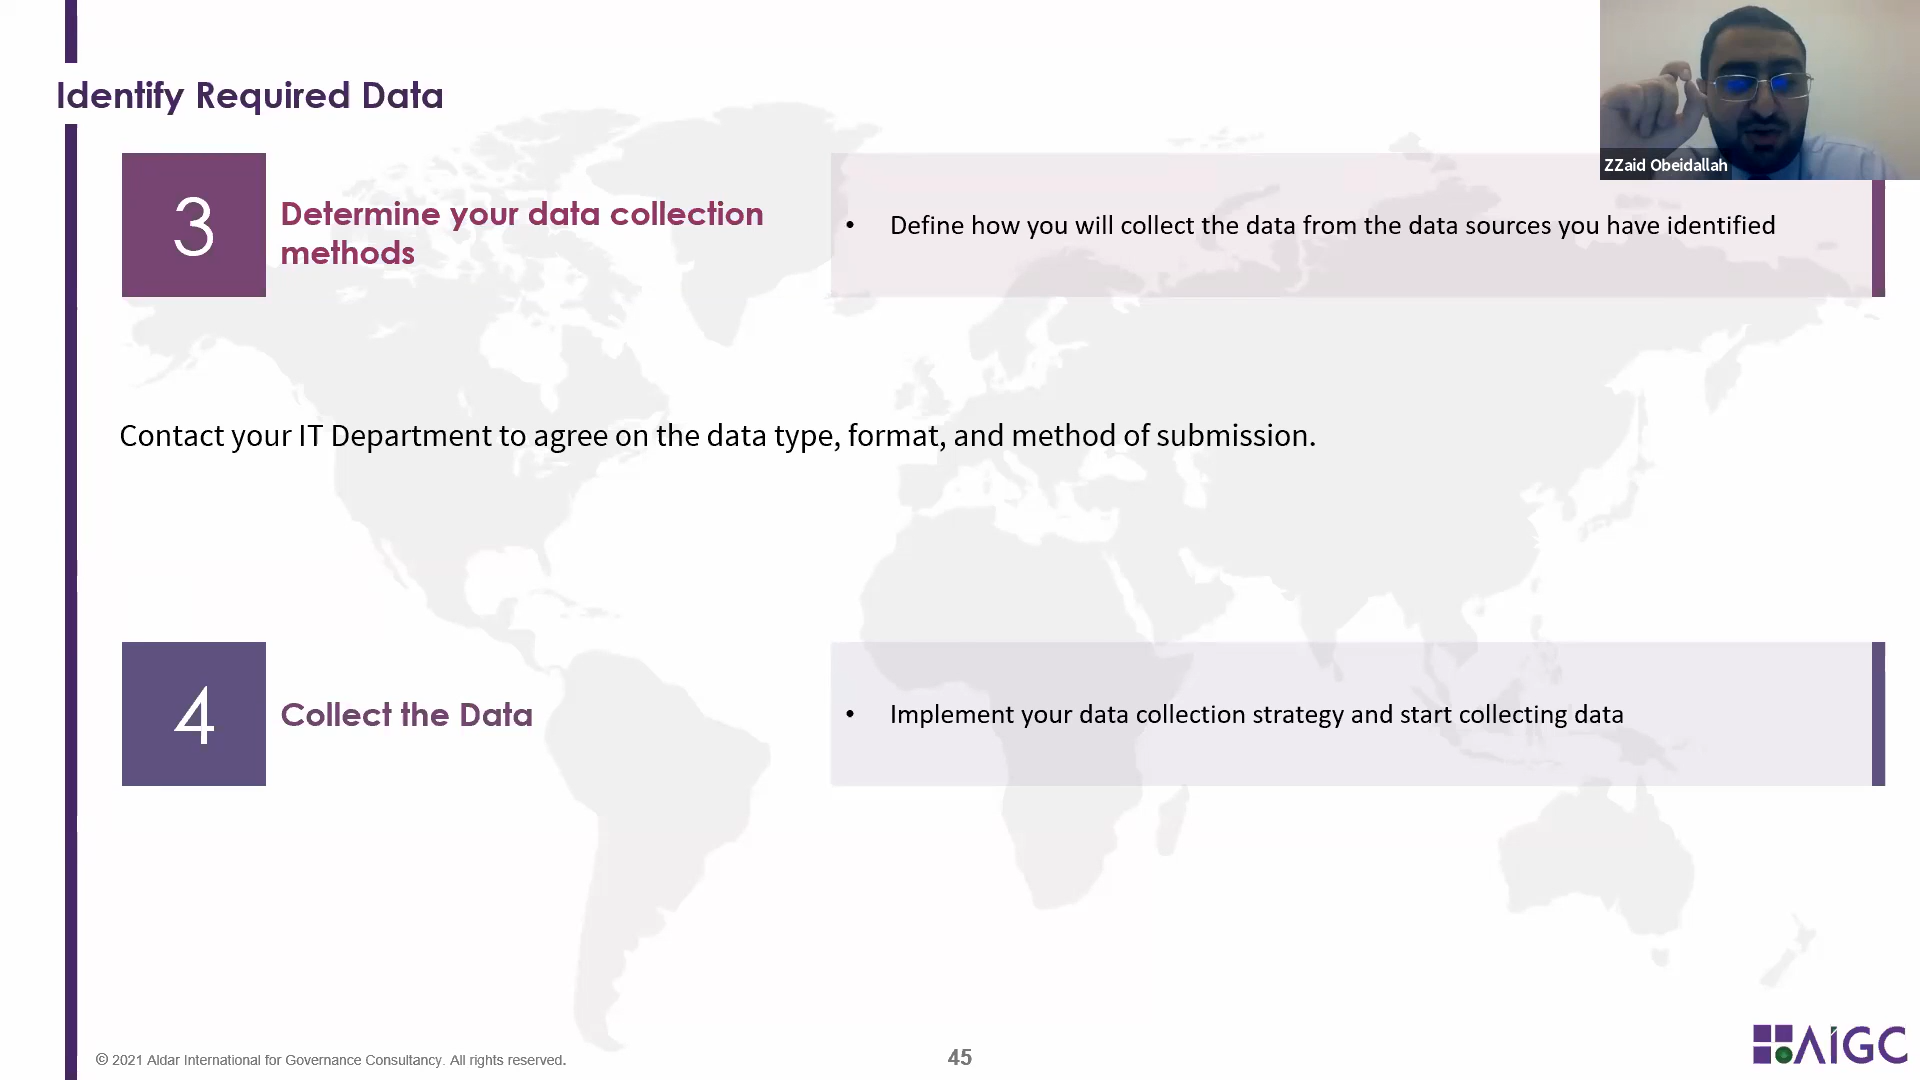 Identify Required Data
ZZaid Obeidallah
3
Determine your data collection
methods
• Define how you will collect the data from the data sources you have identified
Contact your IT Department to agree on the data type, format, and method of submission.
4
Collect the Data
• Implement your data collection strategy and start collecting data
© 2021 Aldar International for Governance Consultancy. All rights reserved.
45
AIGC